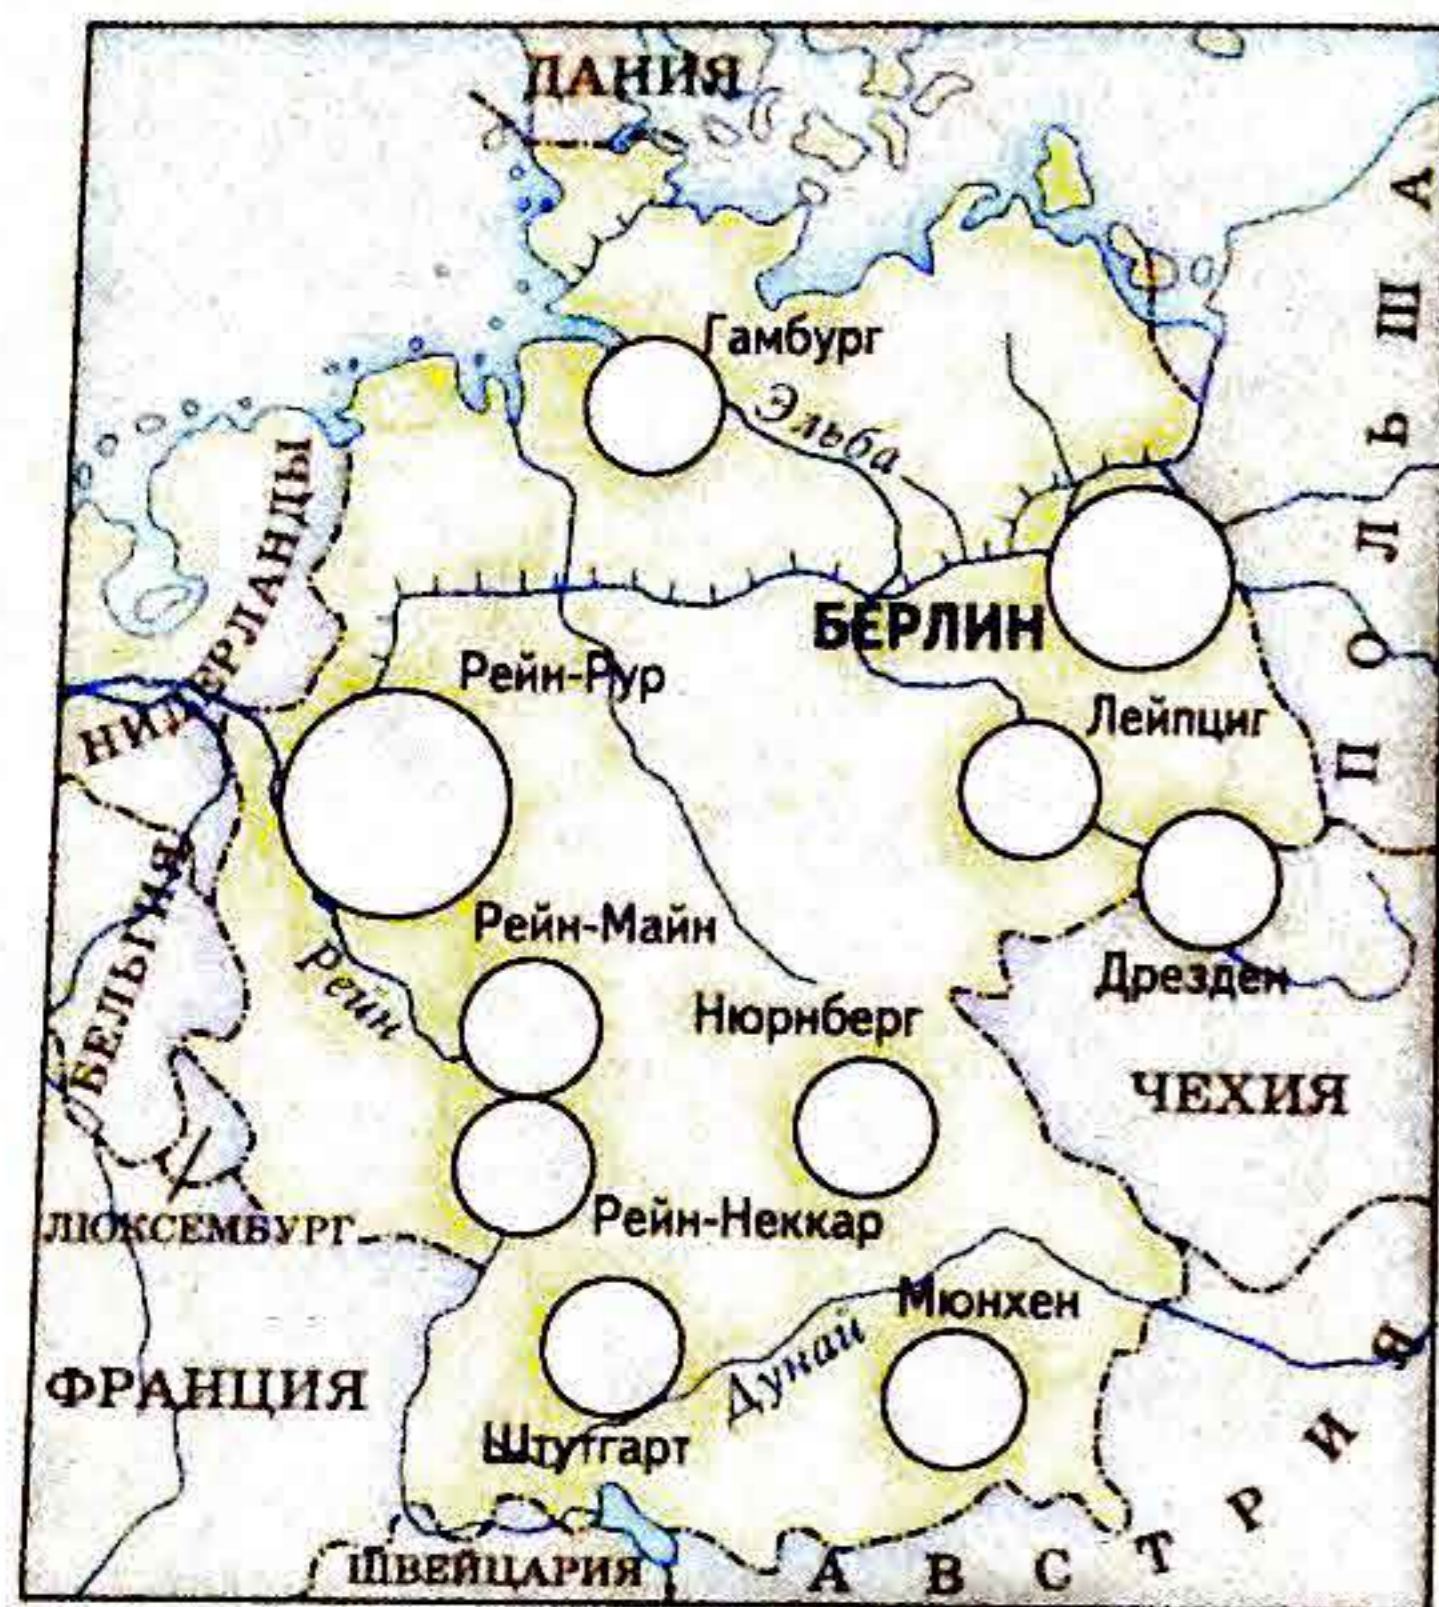 ДАНИЯ
Гамбург
Эльба
НИДЕРЛАНДЫ
ПОЛЬША
БЕРЛИН
Рейн-Рур
Лейпциг
БЕЛЬГИЯ
Рейн-Майн
Рейн
Дрезден
Нюрнберг
ЧЕХИЯ
ЛЮКСЕМБУРГ
Рейн-Неккар
Мюнхен
Дунай
ФРАНЦИЯ
Штутгарт
ШВЕЙЦАРИЯ
АВСТРИЯ